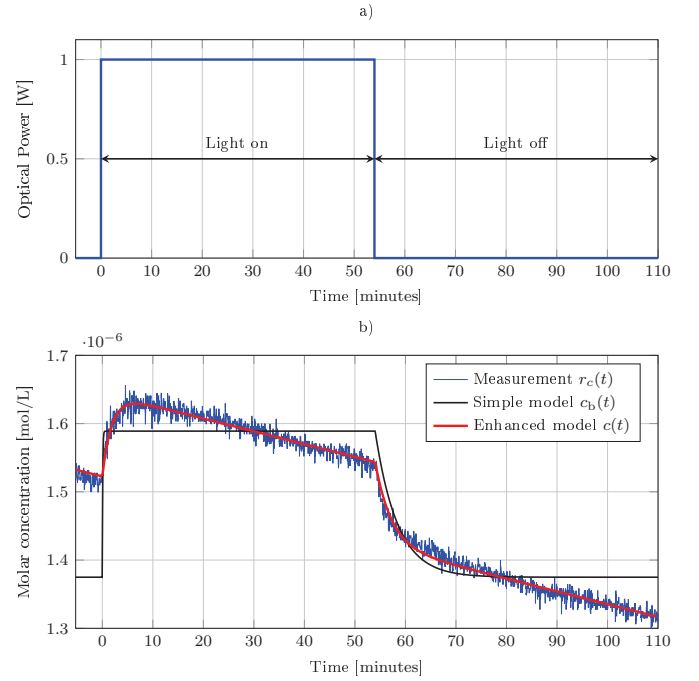 a)
Optical Power [W]
1
0.5
0
Light on
Light off
0 10 20 30 40 50 60 70 80 90 100 110
Time [minutes]
b)
·10⁻⁶
Molar concentration [mol/L]
1.7
1.6
1.5
1.4
1.3
Measurement r_c(t)
Simple model c_b(t)
Enhanced model c(t)
0 10 20 30 40 50 60 70 80 90 100 110
Time [minutes]